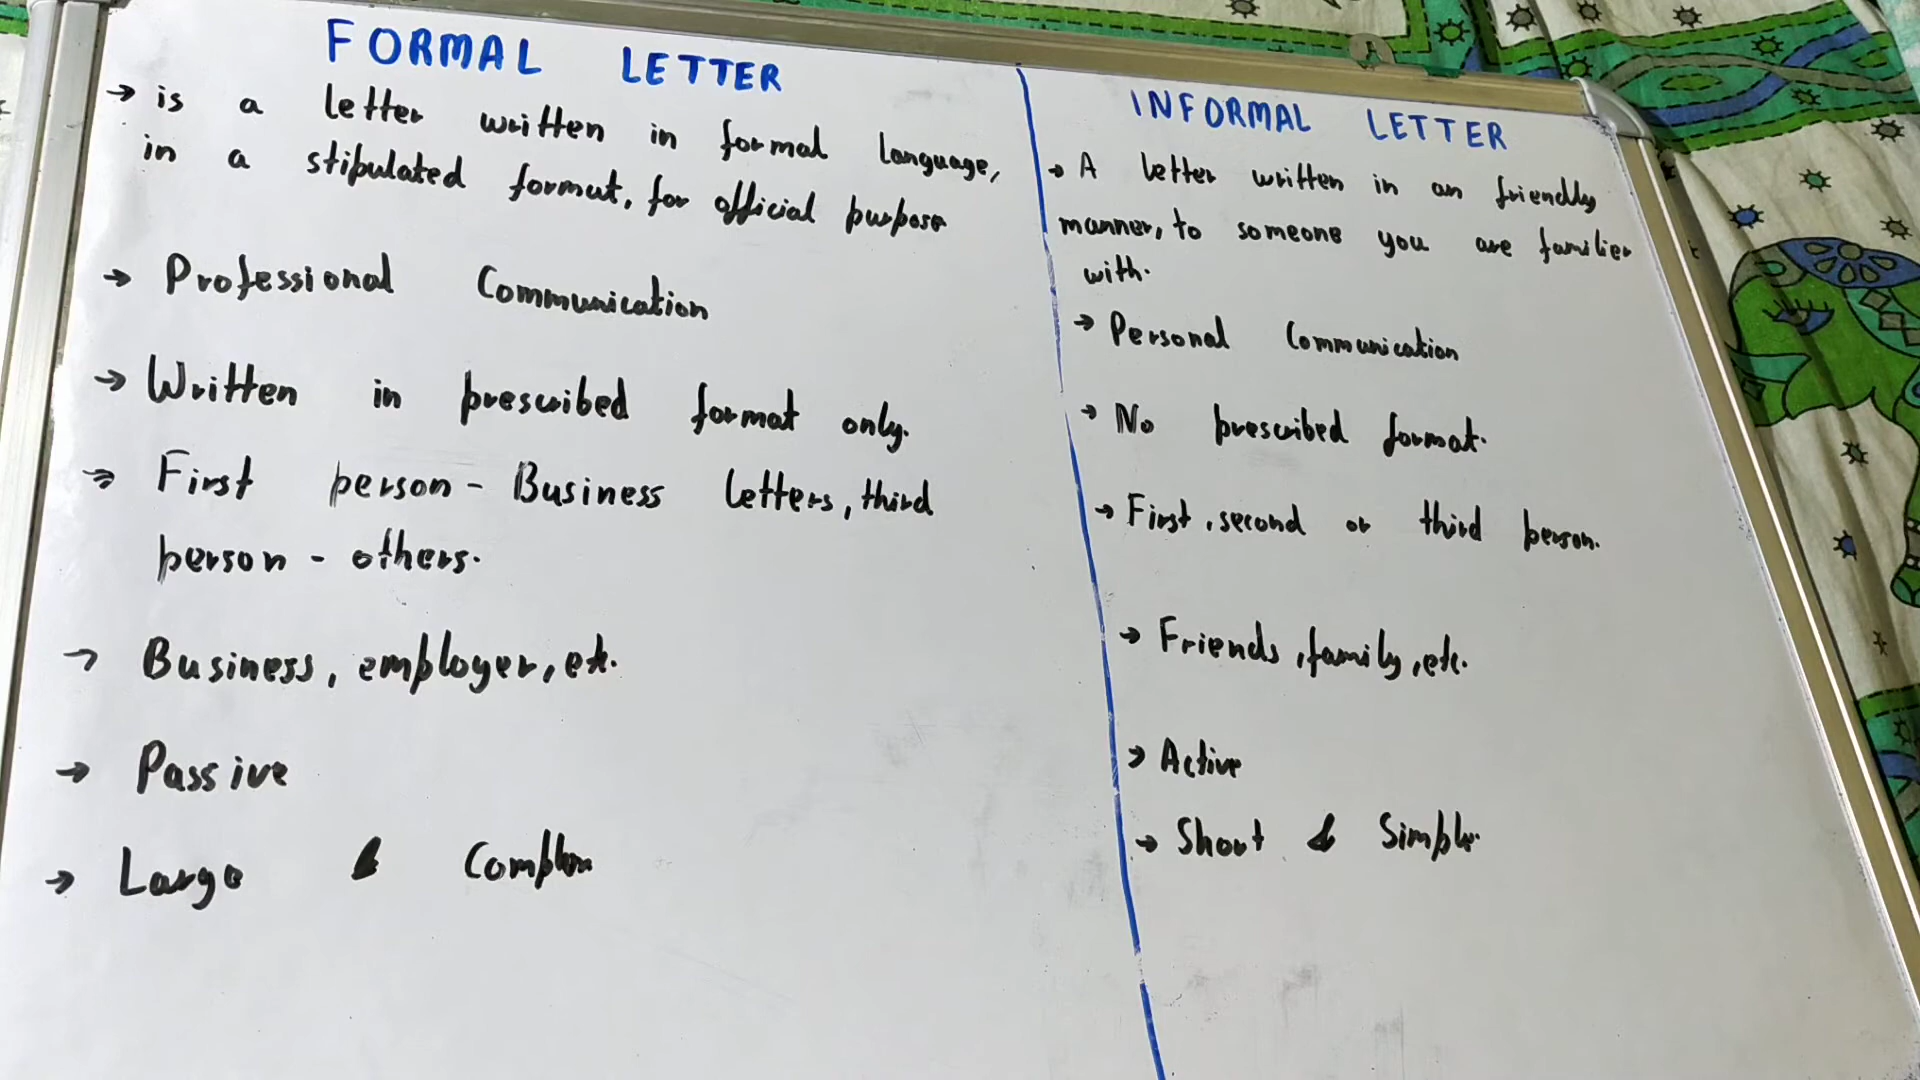 FORMAL LETTER
→ is a letter written in formal language,
in a stipulated format, for official purpose
→ Professional Communication
→ Written in prescribed format only.
→ First person - Business letters, third
person - others.
→ Business, employer, etc.
→ Passive
→ Large &
INFORMAL LETTER
→ A letter written in an friendly
manner, to someone you are familier
with.
→ Personal Communication
→ No prescribed format.
→ First, second or third person.
→ Friends, family, etc.
→ Active
→ Short & Simple.